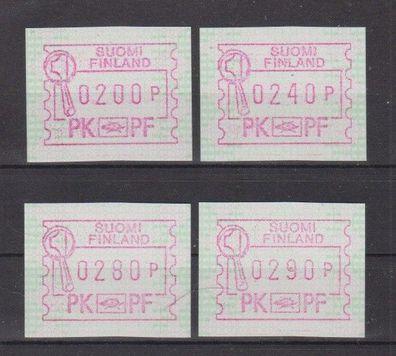 SUOMI
FINLAND
0200 P
PK PF
SUOMI
FINLAND
0240 P
PK PF
SUOMI
FINLAND
0280 P
PK PF
SUOMI
FINLAND
0290 P
PK PF